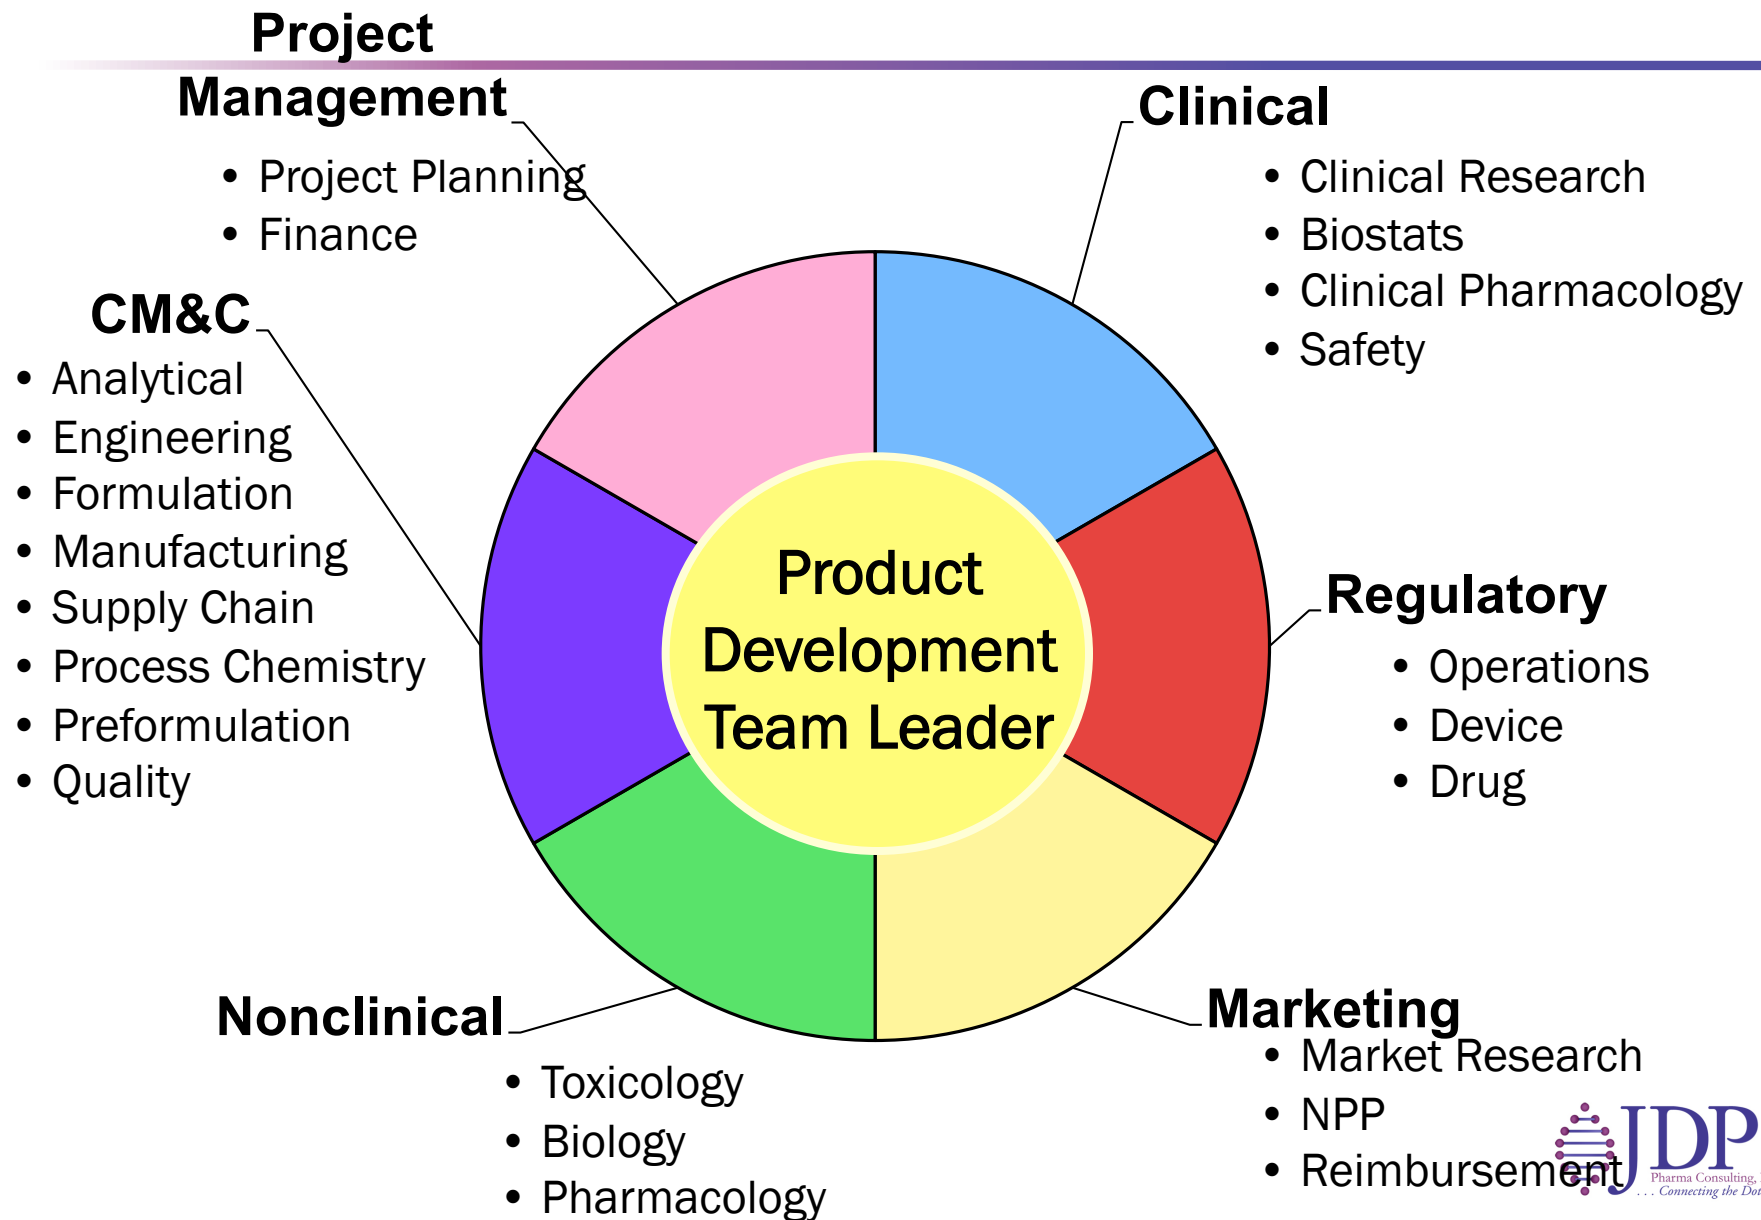 Project
Management
• Project Planning
• Finance
Clinical
• Clinical Research
• Biostats
• Clinical Pharmacology
• Safety
CM&C
• Analytical
• Engineering
• Formulation
• Manufacturing
• Supply Chain
• Process Chemistry
• Preformulation
• Quality
Product
Development
Team Leader
Regulatory
• Operations
• Device
• Drug
Nonclinical
• Toxicology
• Biology
• Pharmacology
Marketing
• Market Research
• NPP
• Reimbursement
JDP
Pharma Consulting,
. . . Connecting the Dot